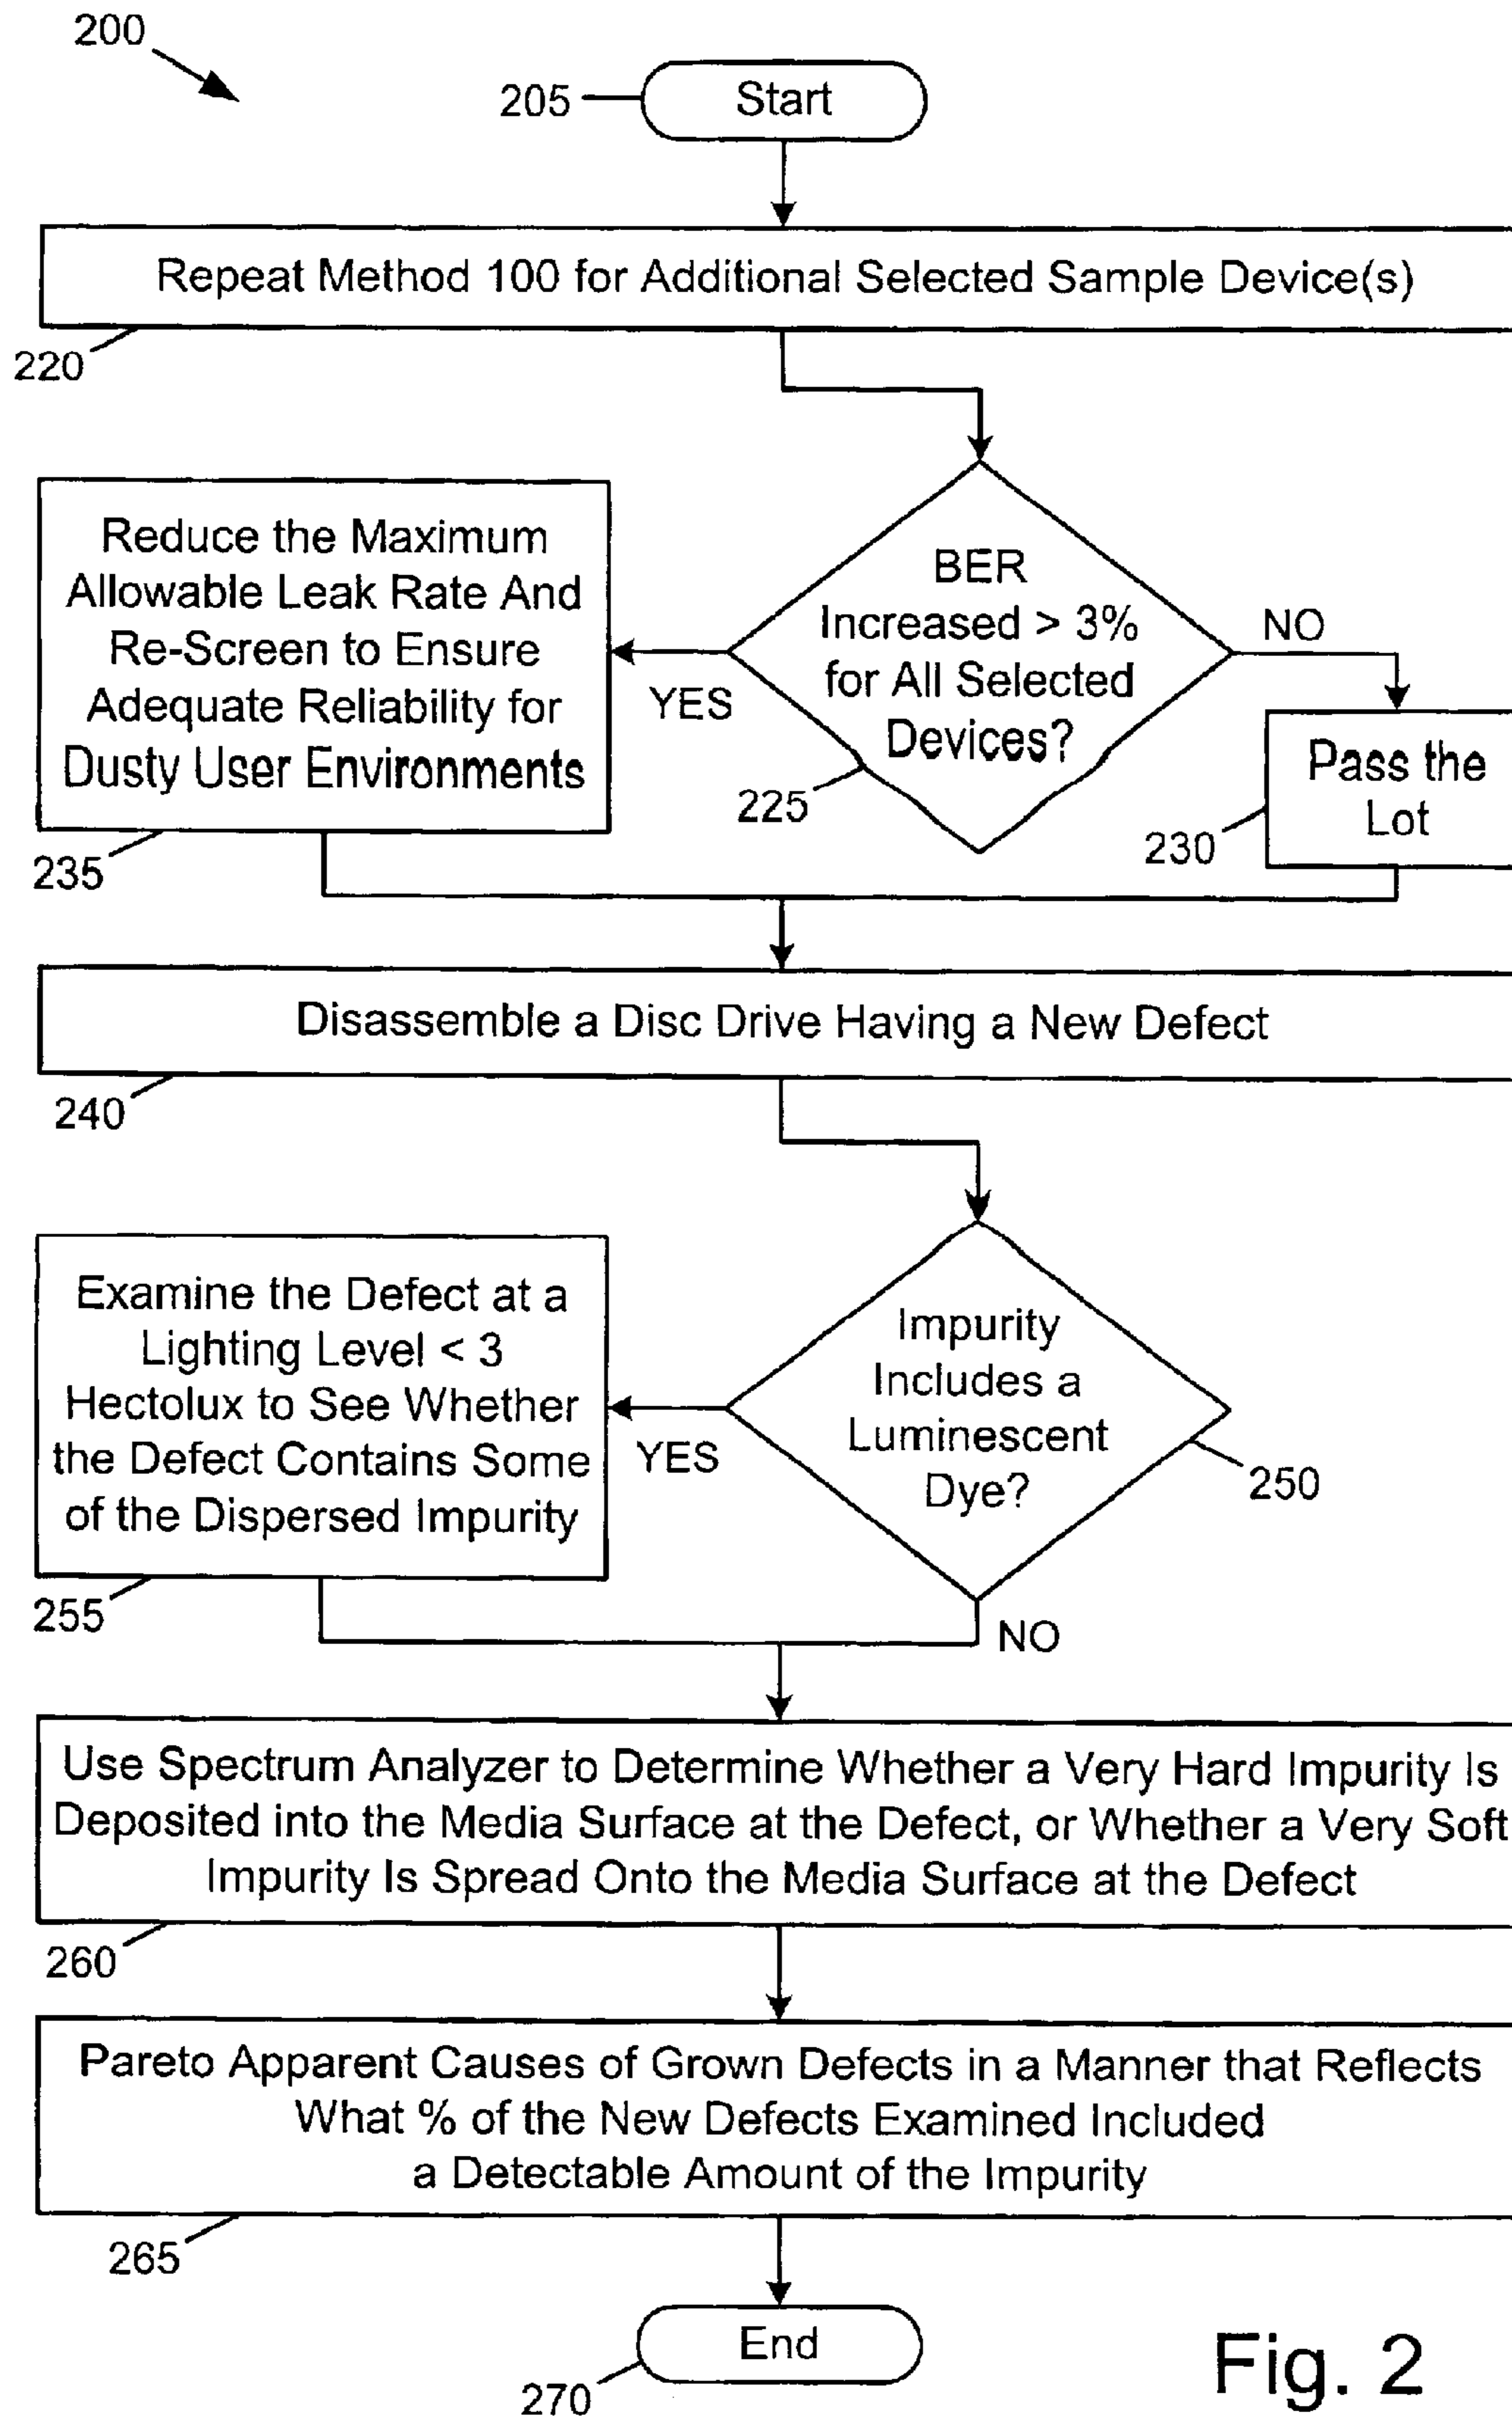 200
205
Start
Repeat Method 100 for Additional Selected Sample Device(s)
220
Reduce the Maximum
Allowable Leak Rate And
Re-Screen to Ensure
Adequate Reliability for
Dusty User Environments
235
YES
BER
Increased > 3%
for All Selected
Devices?
225
NO
Pass the
Lot
230
Disassemble a Disc Drive Having a New Defect
240
Examine the Defect at a
Lighting Level < 3
Hectolux to See Whether
the Defect Contains Some
of the Dispersed Impurity
255
YES
Impurity
Includes a
Luminescent
Dye?
250
NO
Use Spectrum Analyzer to Determine Whether a Very Hard Impurity Is
Deposited into the Media Surface at the Defect, or Whether a Very Soft
Impurity Is Spread Onto the Media Surface at the Defect
260
Pareto Apparent Causes of Grown Defects in a Manner that Reflects
What % of the New Defects Examined Included
a Detectable Amount of the Impurity
265
End
270
Fig. 2